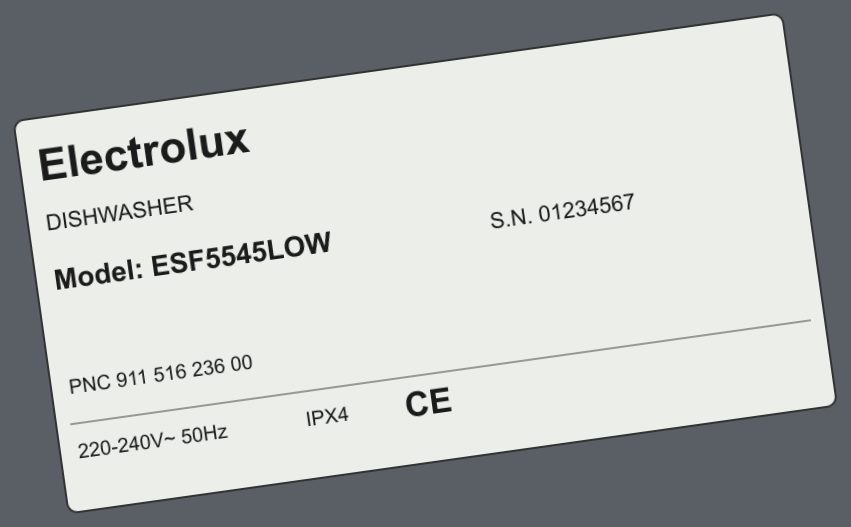 Electrolux
DISHWASHER
S.N. 01234567
Model: ESF5545LOW
PNC 911 516 236 00
220-240V~ 50Hz IPX4 CE